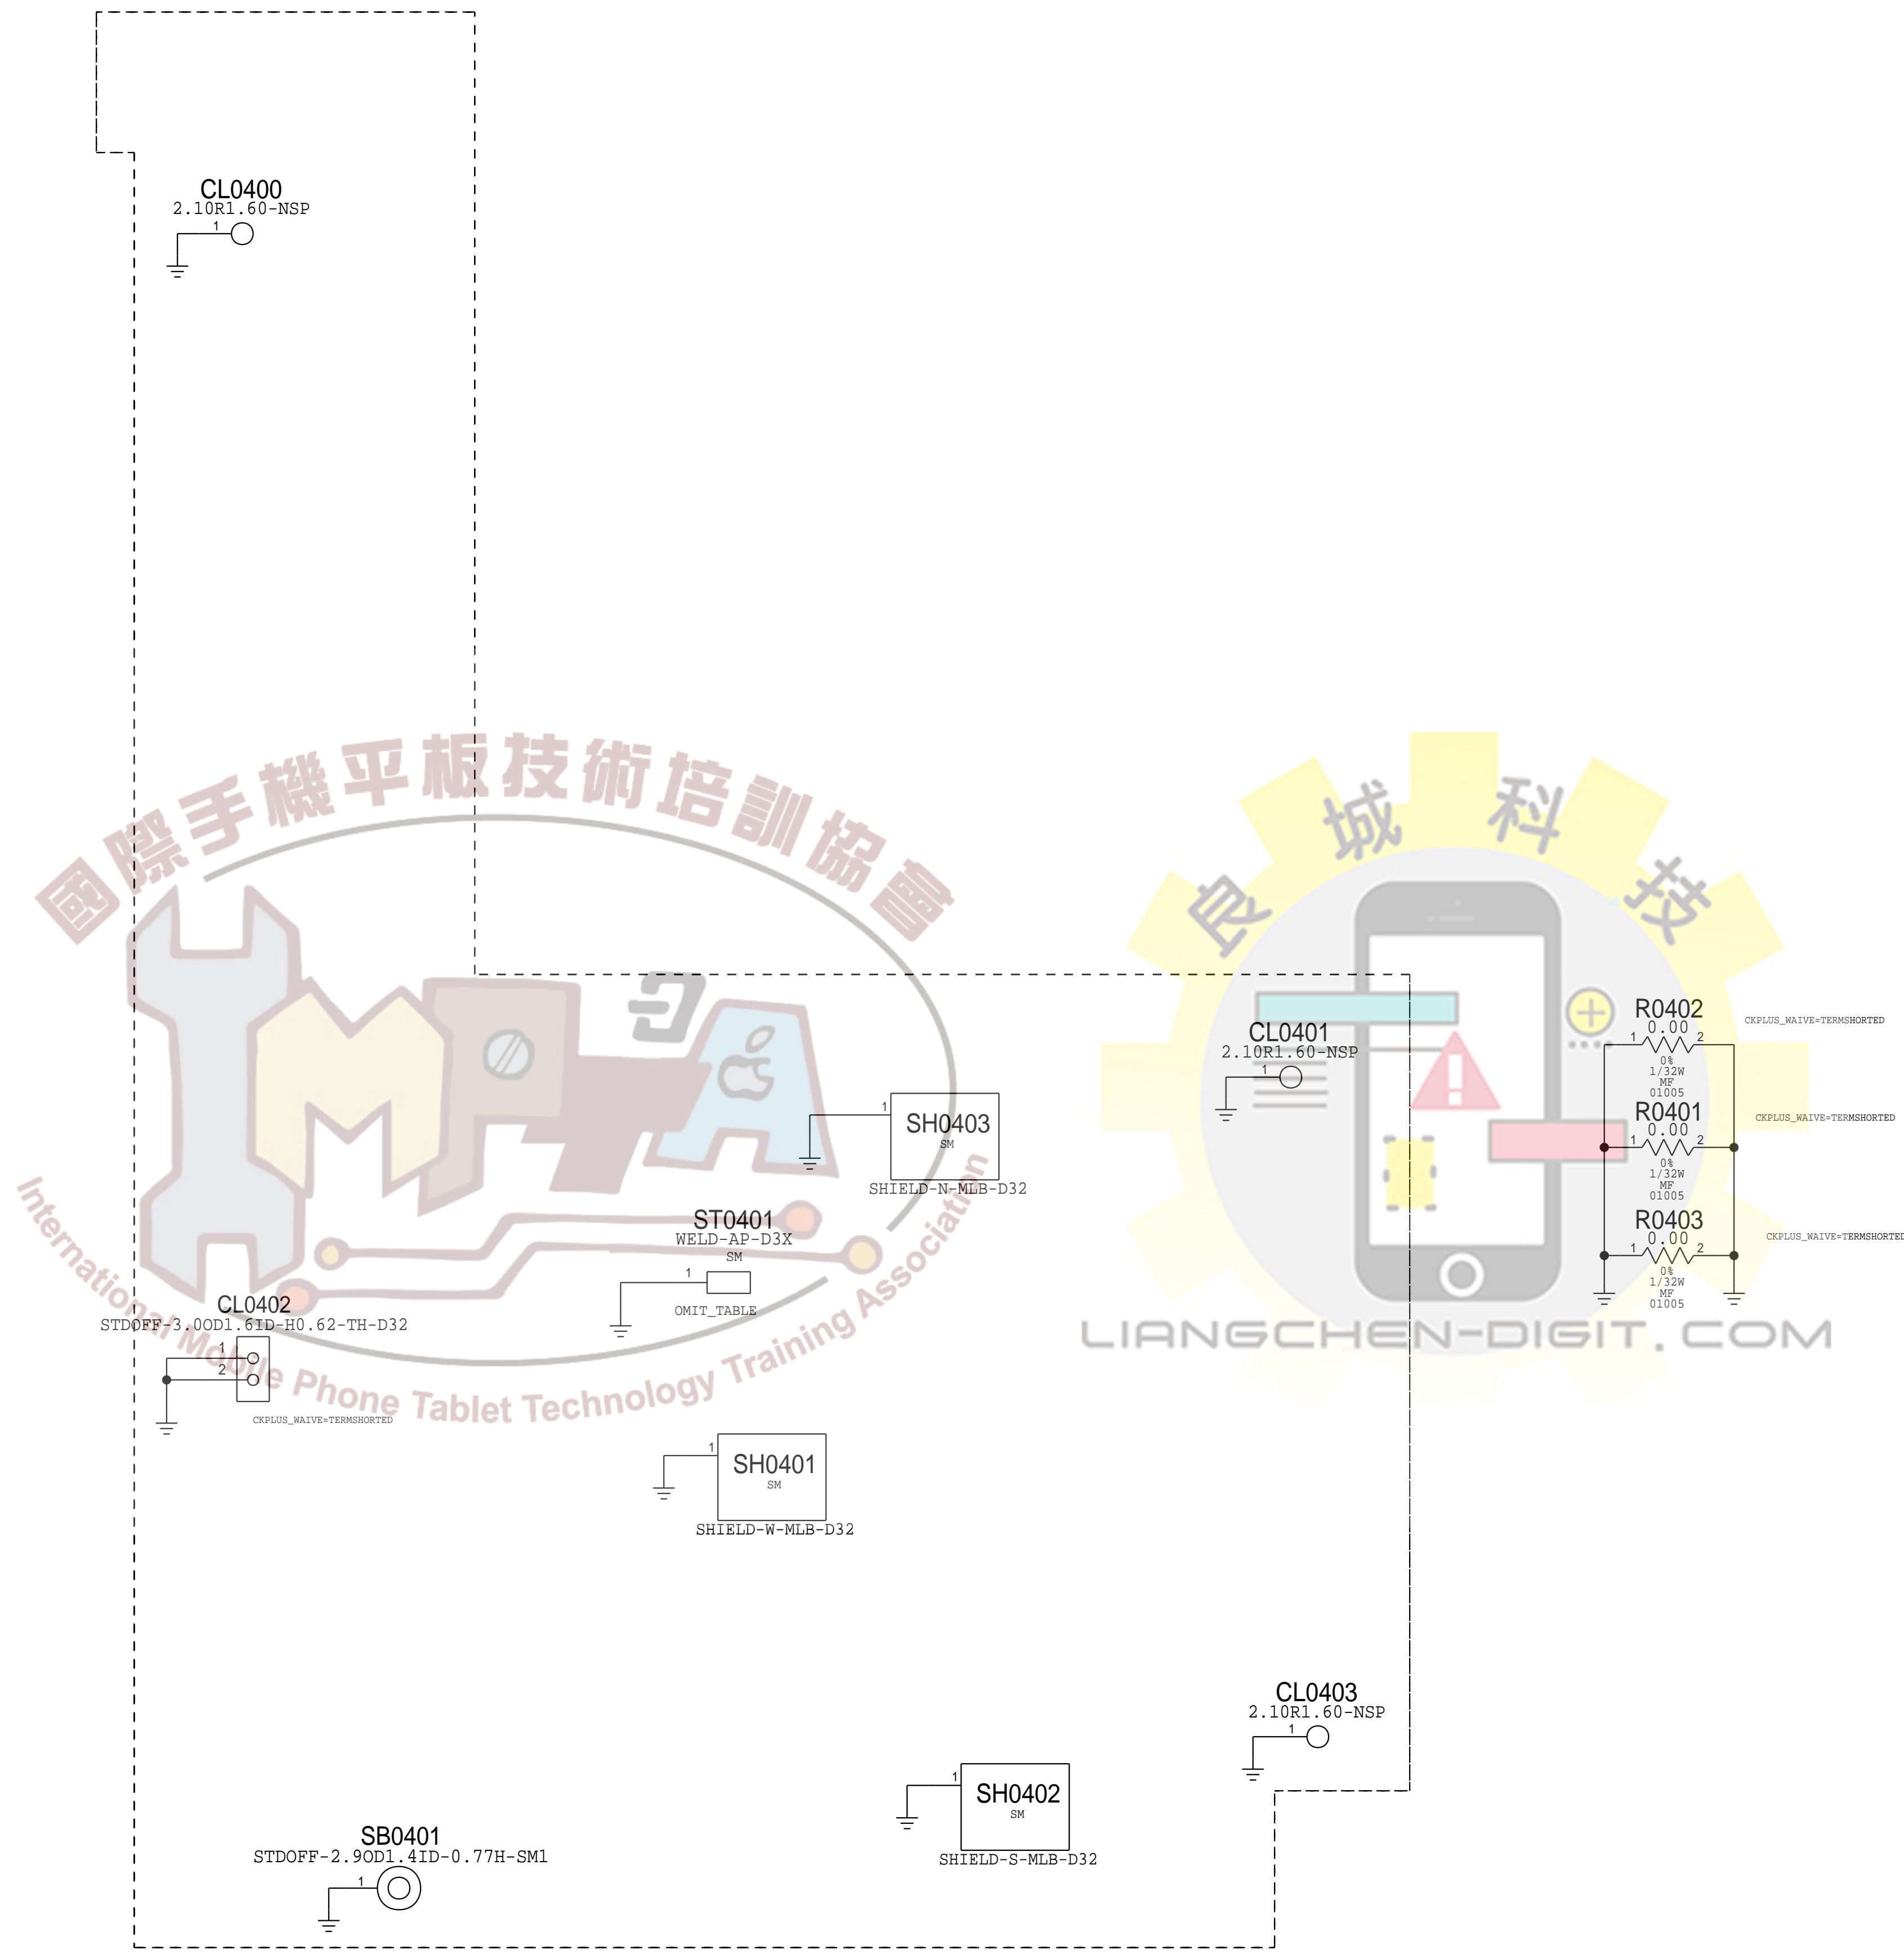 CL0400
2.10R1.60-NSP
1
國際手機平板技術培訓協會
良城科技
MPTA
CL0401
2.10R1.60-NSP
1
R0402
0.00
CKPLUS_WAIVE=TERMSHORTED
1 2
0%
1/32W
MF
01005
R0401
0.00
CKPLUS_WAIVE=TERMSHORTED
1 2
0%
1/32W
MF
01005
R0403
0.00
CKPLUS_WAIVE=TERMSHORTED
1 2
0%
1/32W
MF
01005
1
SH0403
SM
SHIELD-N-MLB-D32
ST0401
WELD-AP-D3X
SM
1
OMIT_TABLE
CL0402
STDOFF-3.0OD1.6ID-H0.62-TH-D32
1
2
CKPLUS_WAIVE=TERMSHORTED
International Mobile Phone Tablet Technology Training Association
LIANGCHEN-DIGIT.COM
1
SH0401
SM
SHIELD-W-MLB-D32
CL0403
2.10R1.60-NSP
1
1
SH0402
SM
SHIELD-S-MLB-D32
SB0401
STDOFF-2.9OD1.4ID-0.77H-SM1
1